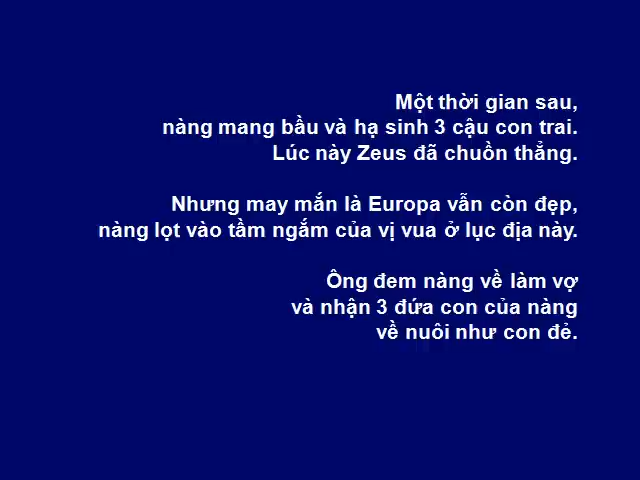 Một thời gian sau,
nàng mang bầu và hạ sinh 3 cậu con trai.
Lúc này Zeus đã chuồn thẳng.
Nhưng may mắn là Europa vẫn còn đẹp,
nàng lọt vào tầm ngắm của vị vua ở lục địa này.
Ông đem nàng về làm vợ
và nhận 3 đứa con của nàng
về nuôi như con đẻ.